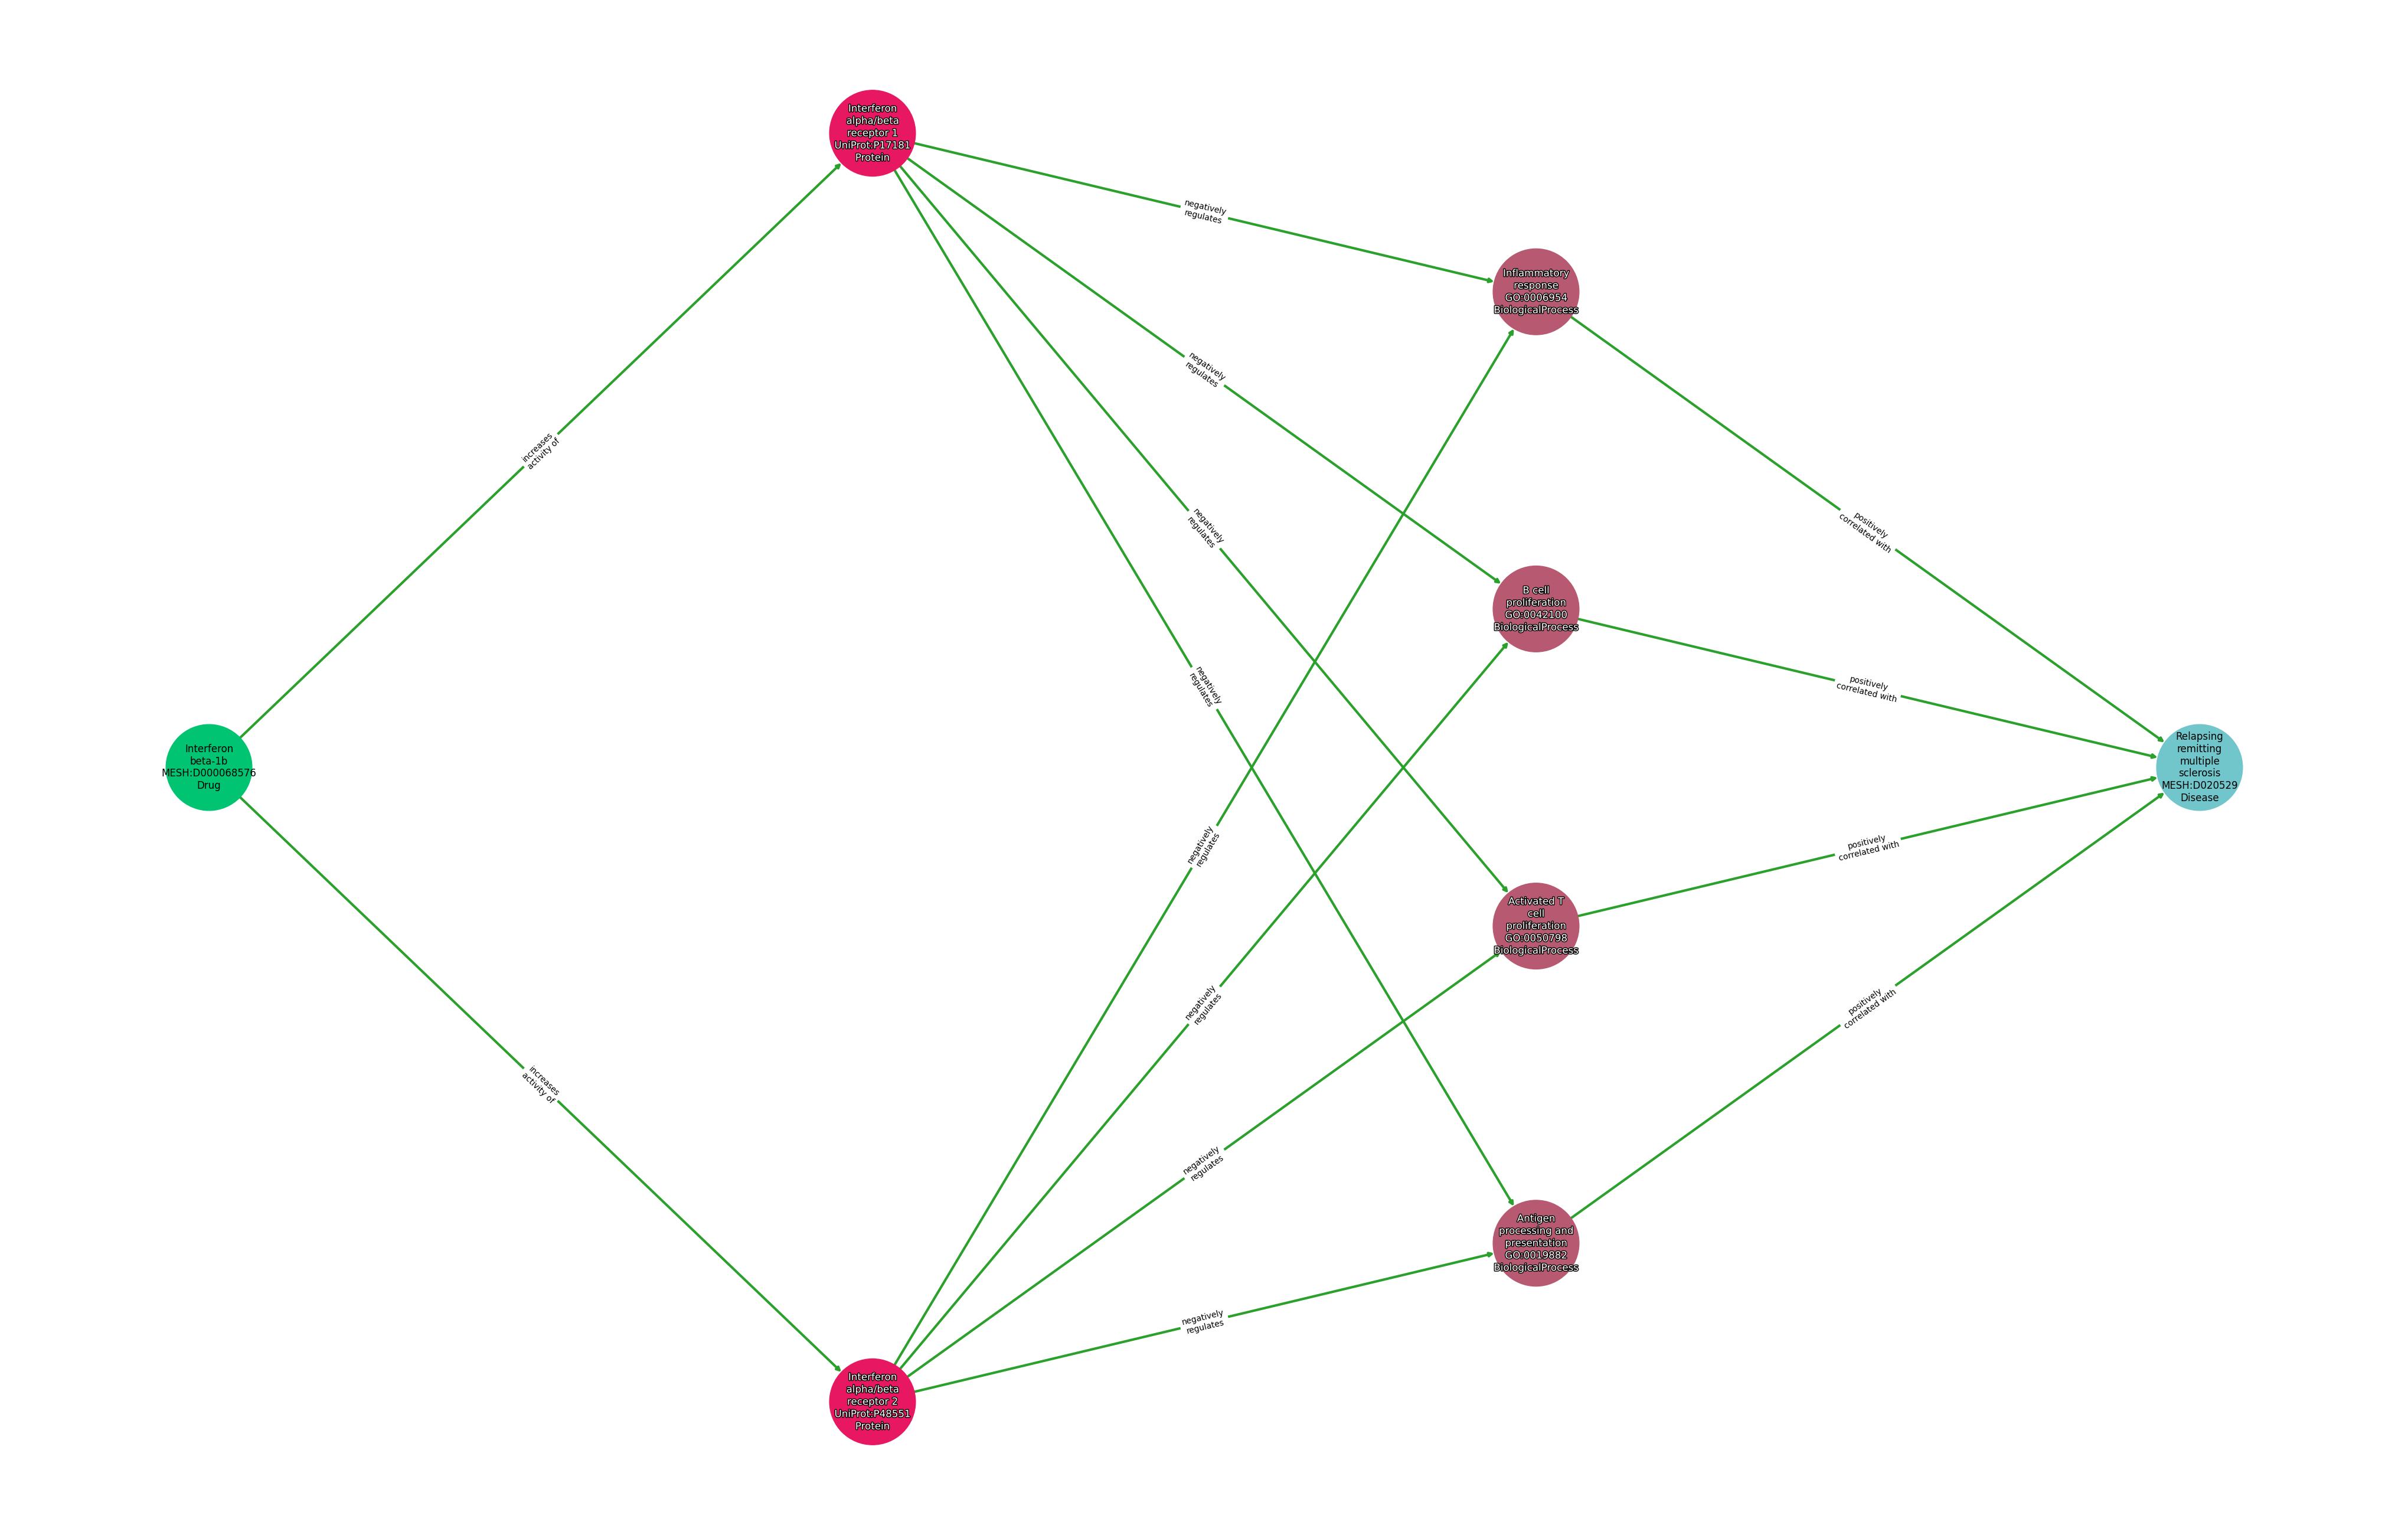 Interferon
alpha/beta
receptor 1
UniProt:P17181
Protein
negatively
regulates
Inflammatory
response
GO:0006954
BiologicalProcess
negatively
regulates
increases
activity of
negatively
regulates
positively
correlated with
B cell
proliferation
GO:0042100
BiologicalProcess
negatively
regulates
positively
correlated with
Interferon
beta-1b
MESH:D000068576
Drug
Relapsing
remitting
multiple
sclerosis
MESH:D020529
Disease
negatively
regulates
positively
correlated with
Activated T
cell
proliferation
GO:0050798
BiologicalProcess
negatively
regulates
positively
correlated with
increases
activity of
negatively
regulates
Antigen
processing and
presentation
GO:0019882
BiologicalProcess
negatively
regulates
Interferon
alpha/beta
receptor 2
UniProt:P48551
Protein